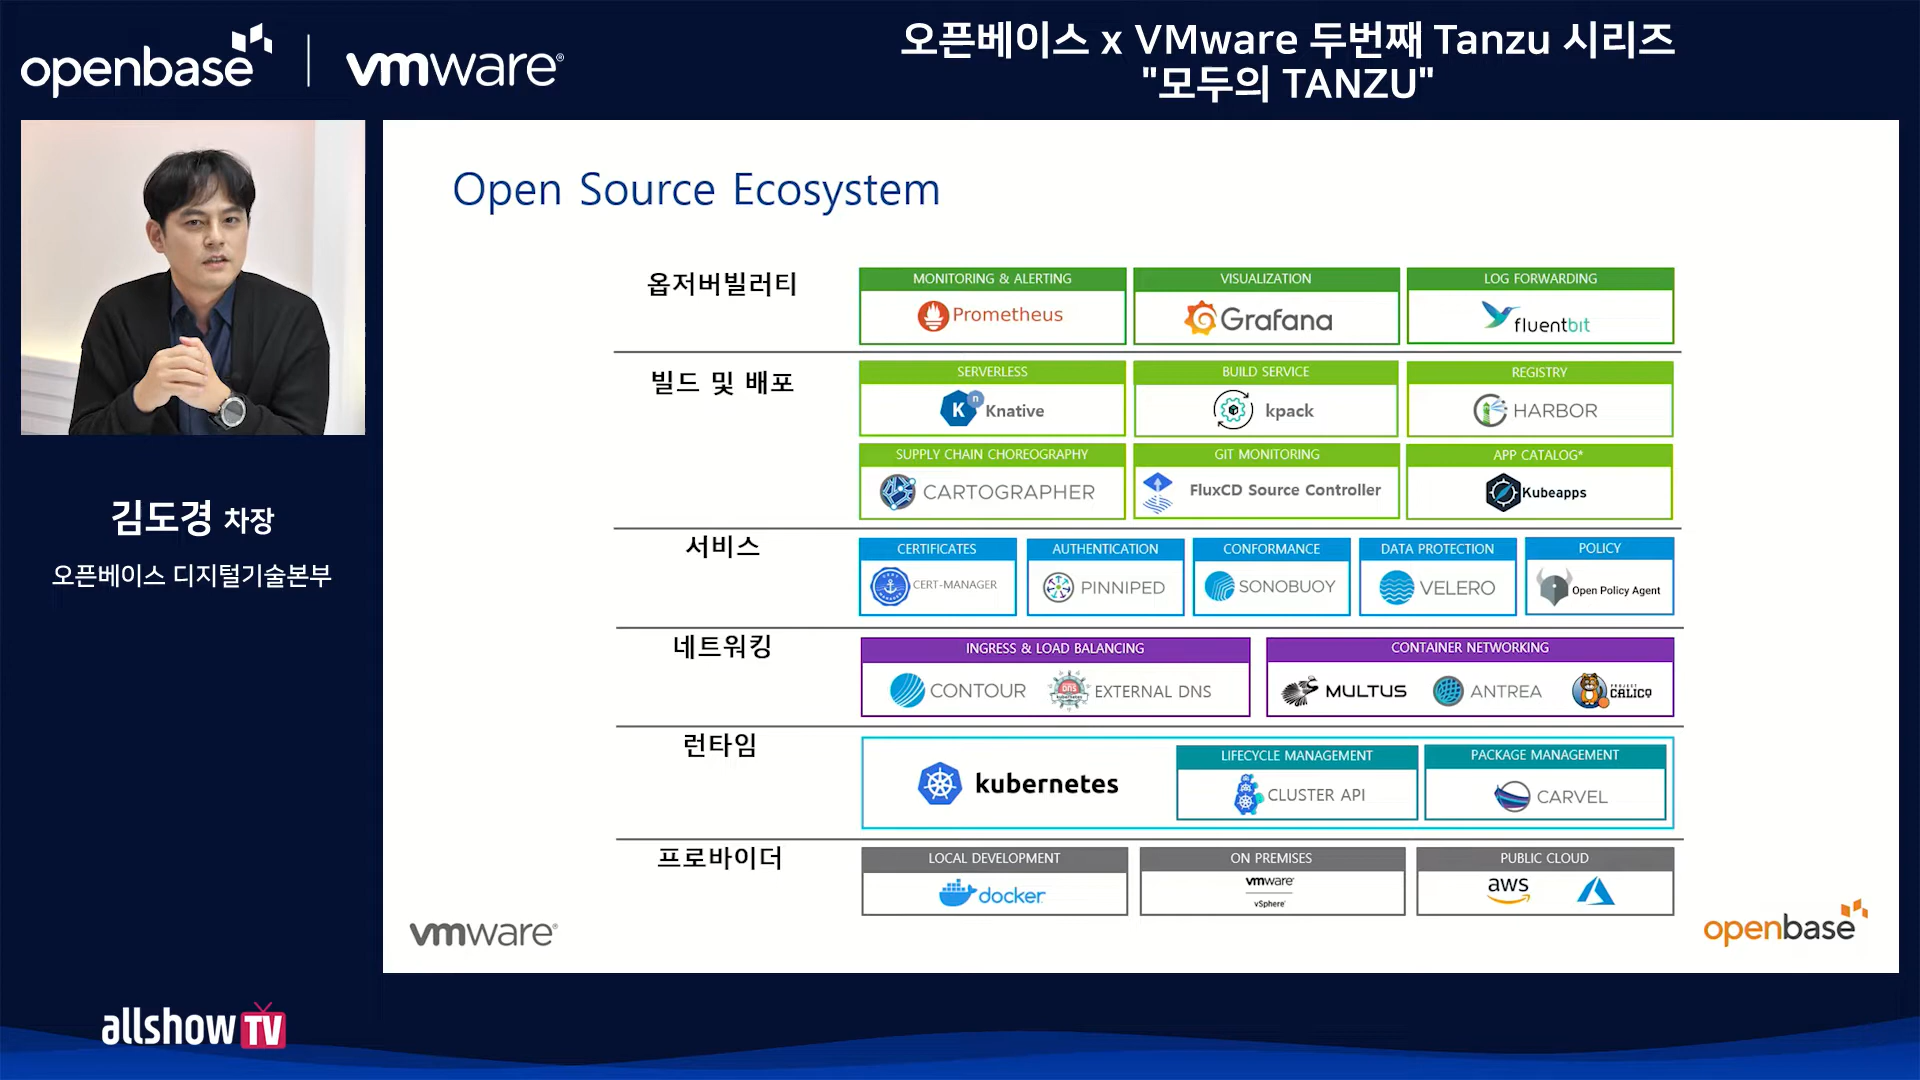 openbase | vmware®
오픈베이스 x VMware 두번째 Tanzu 시리즈
"모두의 TANZU"
김도경 차장
오픈베이스 디지털기술본부
allshowTV
Open Source Ecosystem
옵저버빌러티
MONITORING & ALERTING
Prometheus
VISUALIZATION
Grafana
LOG FORWARDING
fluentbit
빌드 및 배포
SERVERLESS
Kn Knative
BUILD SERVICE
kpack
REGISTRY
HARBOR
SUPPLY CHAIN CHOREOGRAPHY
CARTOGRAPHER
GIT MONITORING
FluxCD Source Controller
APP CATALOG*
Kubeapps
서비스
CERTIFICATES
CERT-MANAGER
AUTHENTICATION
PINNIPED
CONFORMANCE
SONOBUOY
DATA PROTECTION
VELERO
POLICY
Open Policy Agent
네트워킹
INGRESS & LOAD BALANCING
CONTOUR
DNS EXTERNAL DNS
CONTAINER NETWORKING
MULTUS
ANTREA
PROJECT CALICO
런타임
kubernetes
LIFECYCLE MANAGEMENT
CLUSTER API
PACKAGE MANAGEMENT
CARVEL
프로바이더
LOCAL DEVELOPMENT
docker
ON PREMISES
vmware®
vSphere®
PUBLIC CLOUD
aws
vmware®
openbase